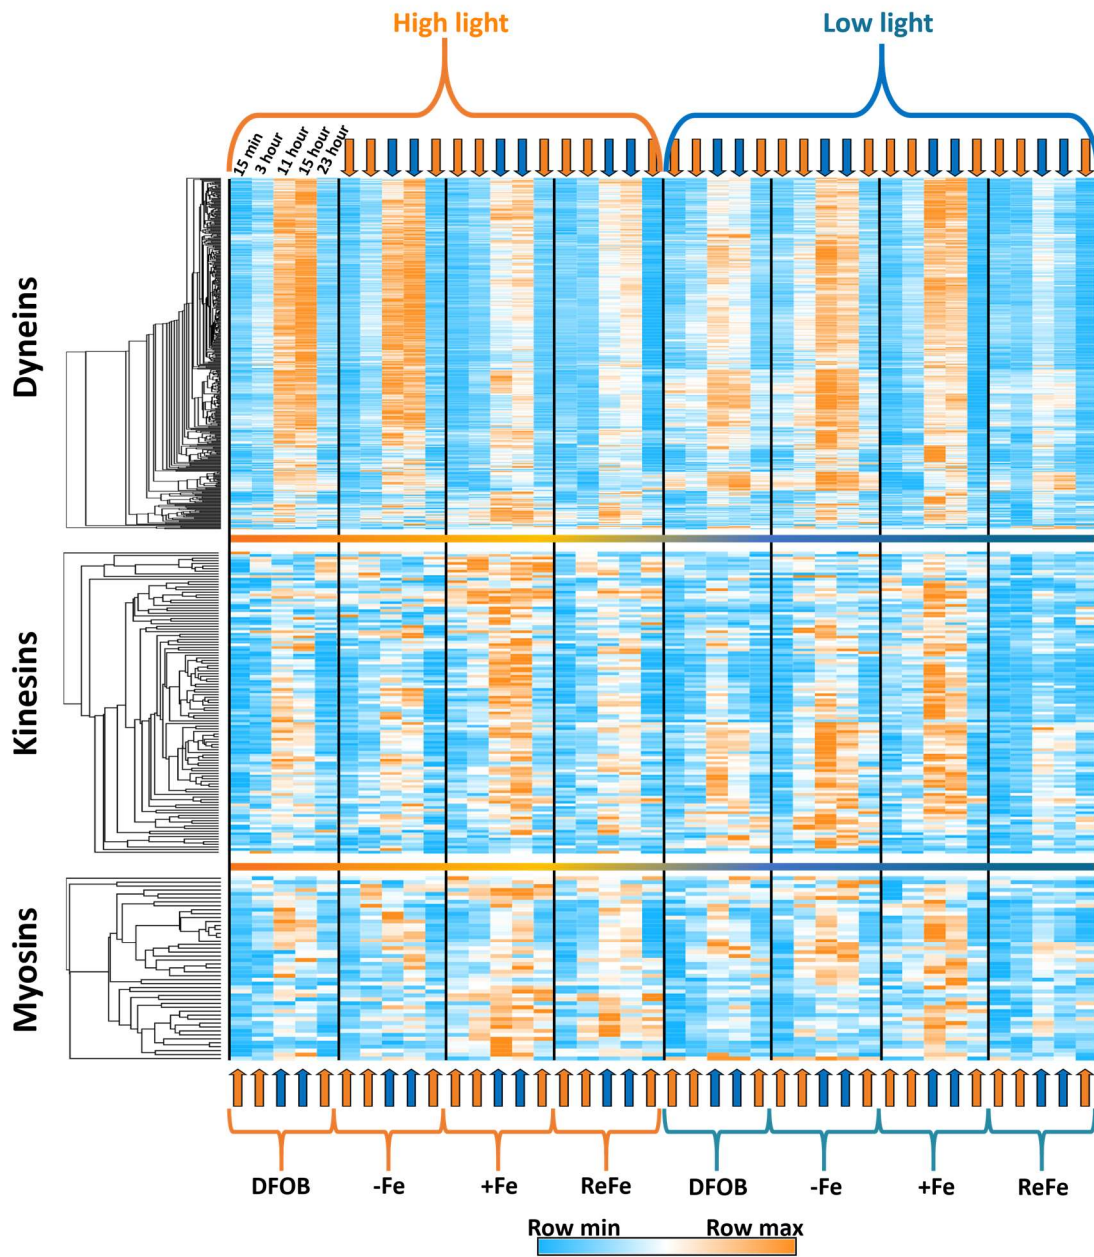 High light
Low light
15 min
3 hour
11 hour
15 hour
23 hour
Dyneins
Kinesins
Myosins
DFOB
-Fe
+Fe
ReFe
DFOB
-Fe
+Fe
ReFe
Row min
Row max